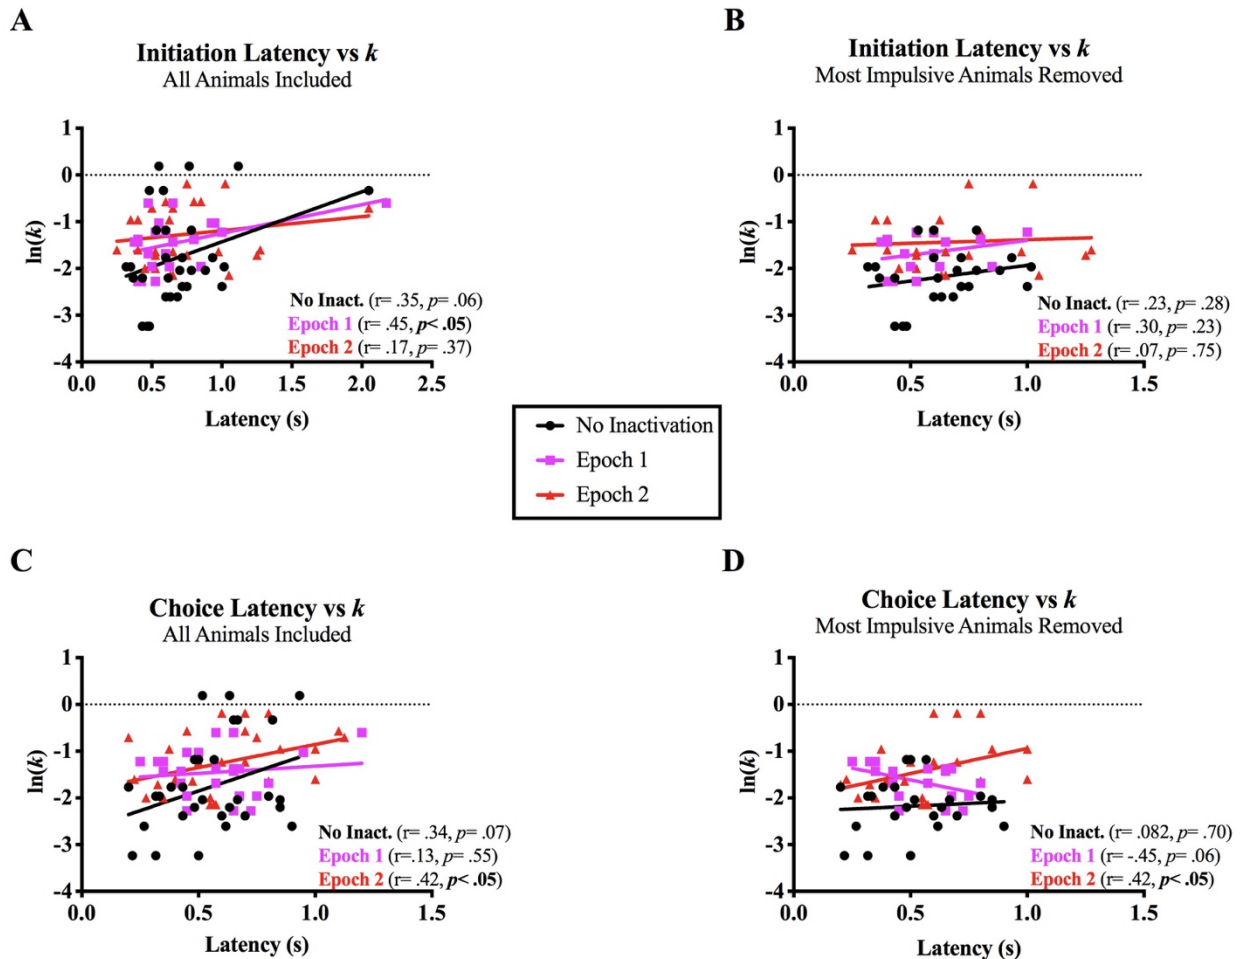 A
Initiation Latency vs k
All Animals Included
1
0
-1
-2
-3
-4
ln(k)
No Inact. (r= .35, p= .06)
Epoch 1 (r= .45, p< .05)
Epoch 2 (r= .17, p= .37)
0.0 0.5 1.0 1.5 2.0 2.5
Latency (s)
B
Initiation Latency vs k
Most Impulsive Animals Removed
1
0
-1
-2
-3
-4
ln(k)
No Inact. (r= .23, p= .28)
Epoch 1 (r= .30, p= .23)
Epoch 2 (r= .07, p= .75)
0.0 0.5 1.0 1.5
Latency (s)
No Inactivation
Epoch 1
Epoch 2
C
Choice Latency vs k
All Animals Included
1
0
-1
-2
-3
-4
ln(k)
No Inact. (r= .34, p= .07)
Epoch 1 (r=.13, p= .55)
Epoch 2 (r= .42, p< .05)
0.0 0.5 1.0 1.5
Latency (s)
D
Choice Latency vs k
Most Impulsive Animals Removed
1
0
-1
-2
-3
-4
ln(k)
No Inact. (r= .082, p= .70)
Epoch 1 (r= -.45, p= .06)
Epoch 2 (r= .42, p< .05)
0.0 0.5 1.0 1.5
Latency (s)